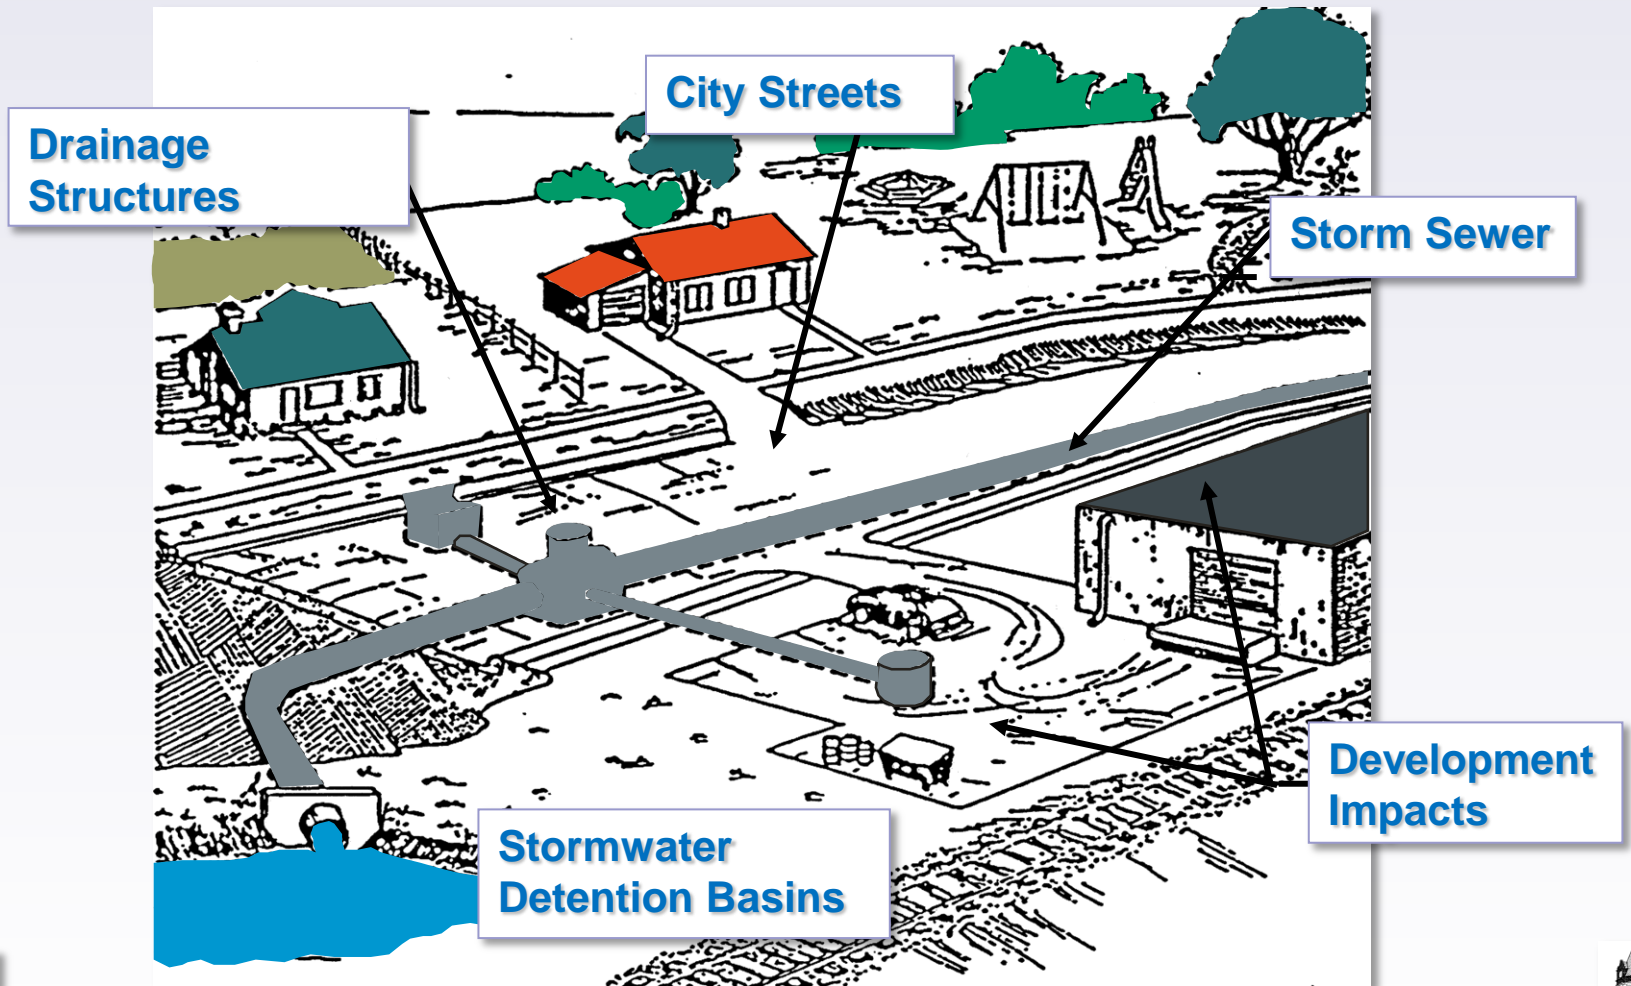 City Streets
Drainage
Structures
Storm Sewer
Development
Impacts
Stormwater
Detention Basins